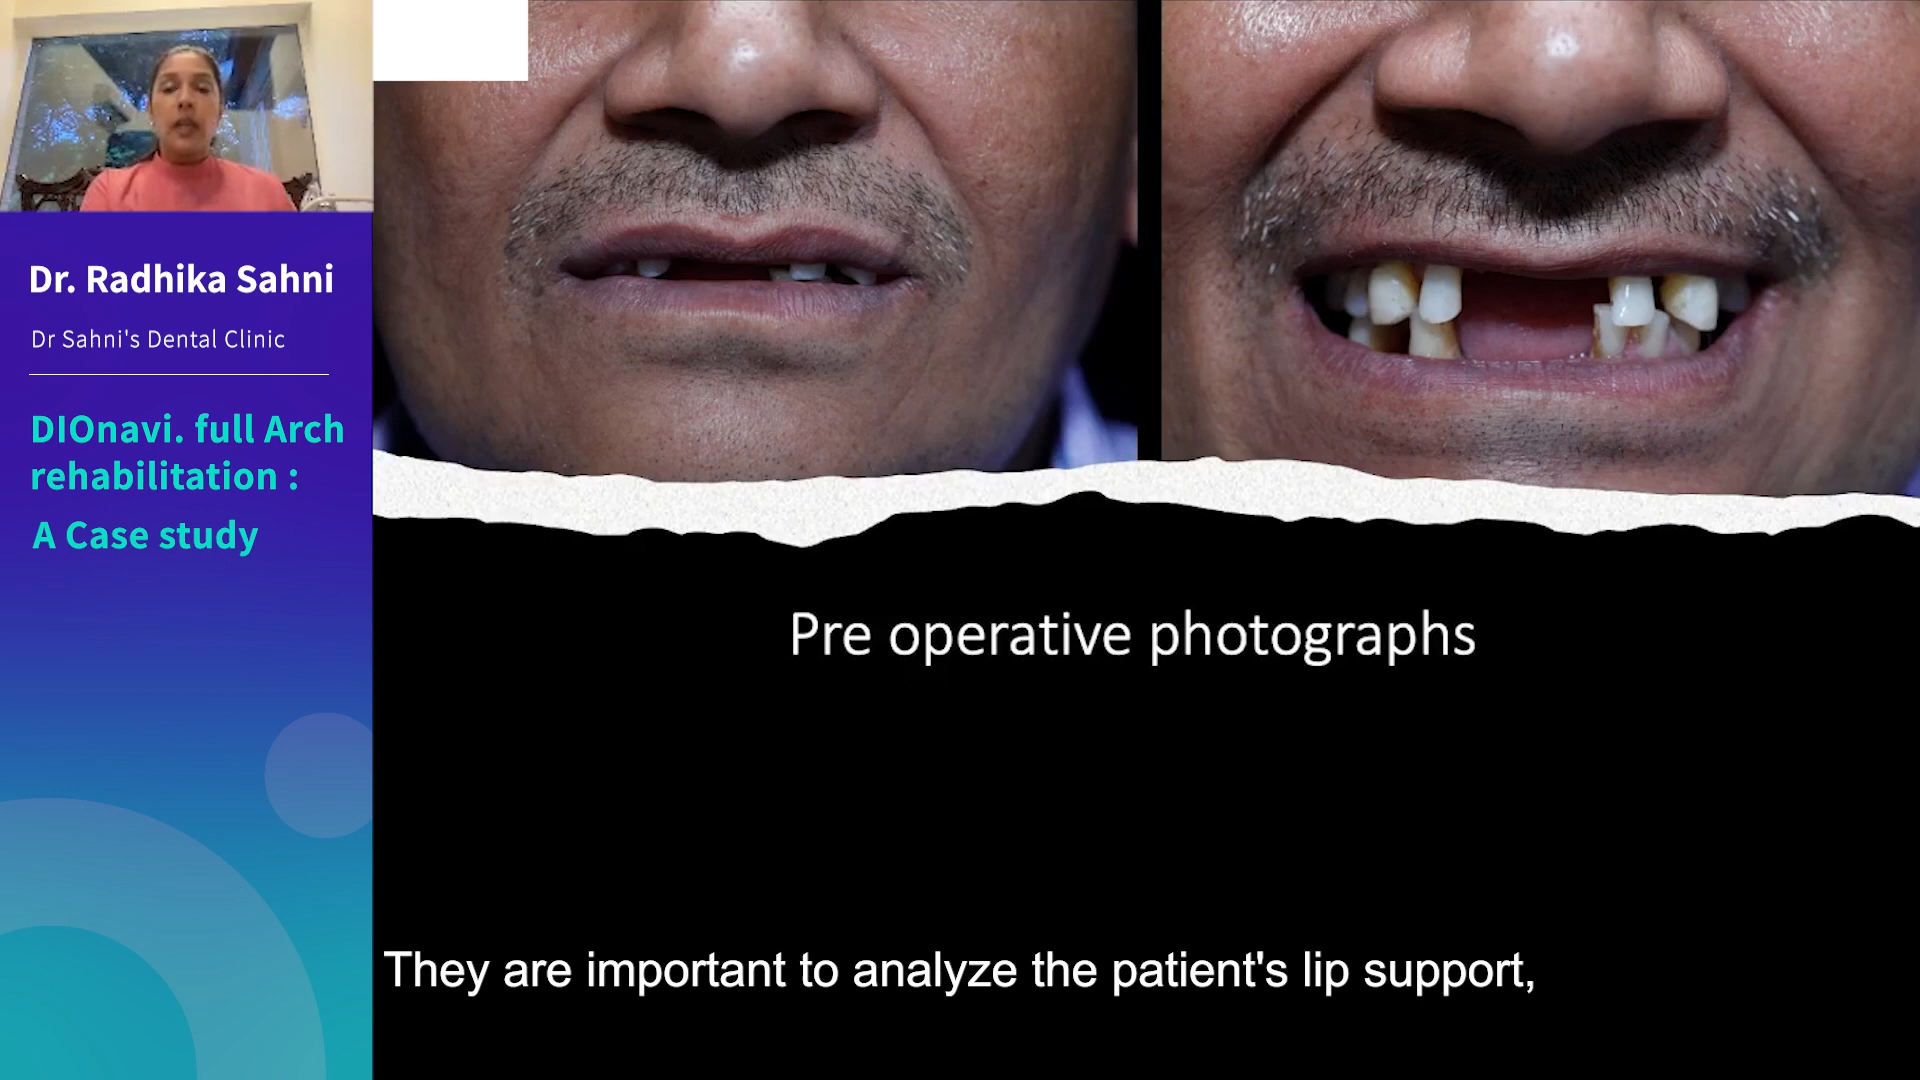 Dr. Radhika Sahni
Dr Sahni's Dental Clinic
DIOnavi. full Arch
rehabilitation :
A Case study
Pre operative photographs
They are important to analyze the patient's lip support,